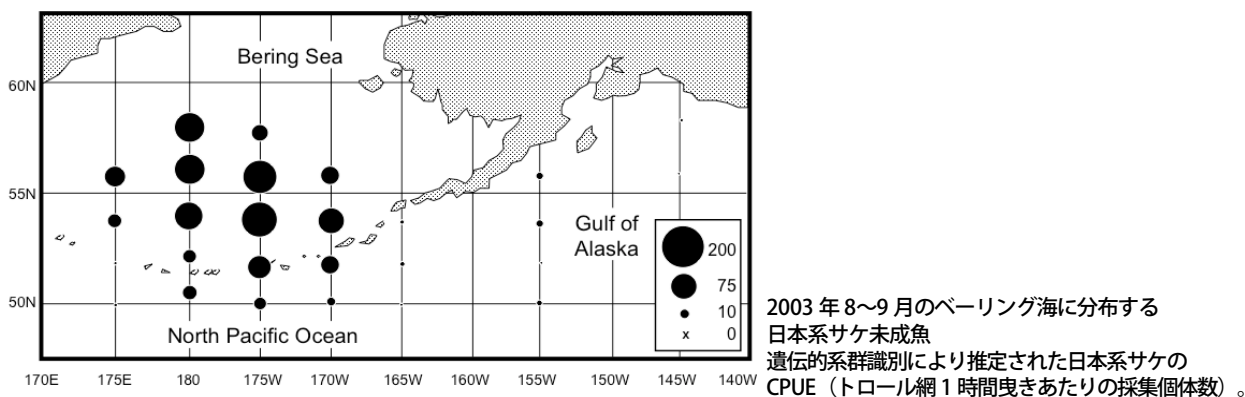 Bering Sea
60N
55N
Gulf of
Alaska
200
75
10
x 0
50N
North Pacific Ocean
170E 175E 180 175W 170W 165W 160W 155W 150W 145W 140W
2003 年 8〜9 月のベーリング海に分布する
日本系サケ未成魚
遺伝的系群識別により推定された日本系サケの
CPUE（トロール網 1 時間曳きあたりの採集個体数）。